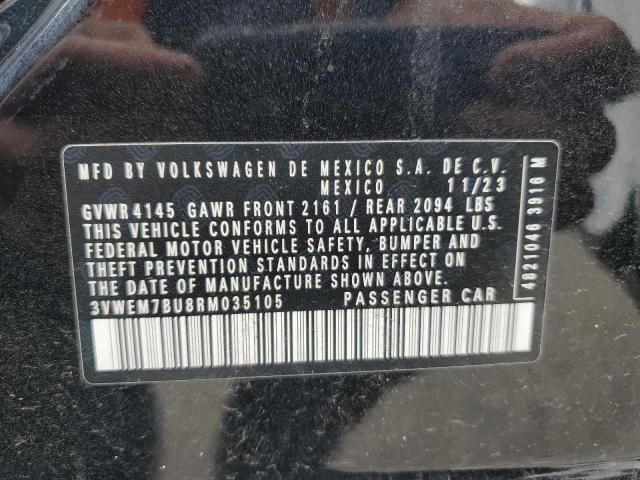 MFD BY VOLKSWAGEN DE MEXICO S.A. DE C.V.
MEXICO 11/23
GVWR 4145 GAWR FRONT 2161 / REAR 2094 LBS
THIS VEHICLE CONFORMS TO ALL APPLICABLE U.S.
FEDERAL MOTOR VEHICLE SAFETY, BUMPER AND
THEFT PREVENTION STANDARDS IN EFFECT ON
THE DATE OF MANUFACTURE SHOWN ABOVE.
3VWEM7BU8RM035105 PASSENGER CAR
4821046 3916 M